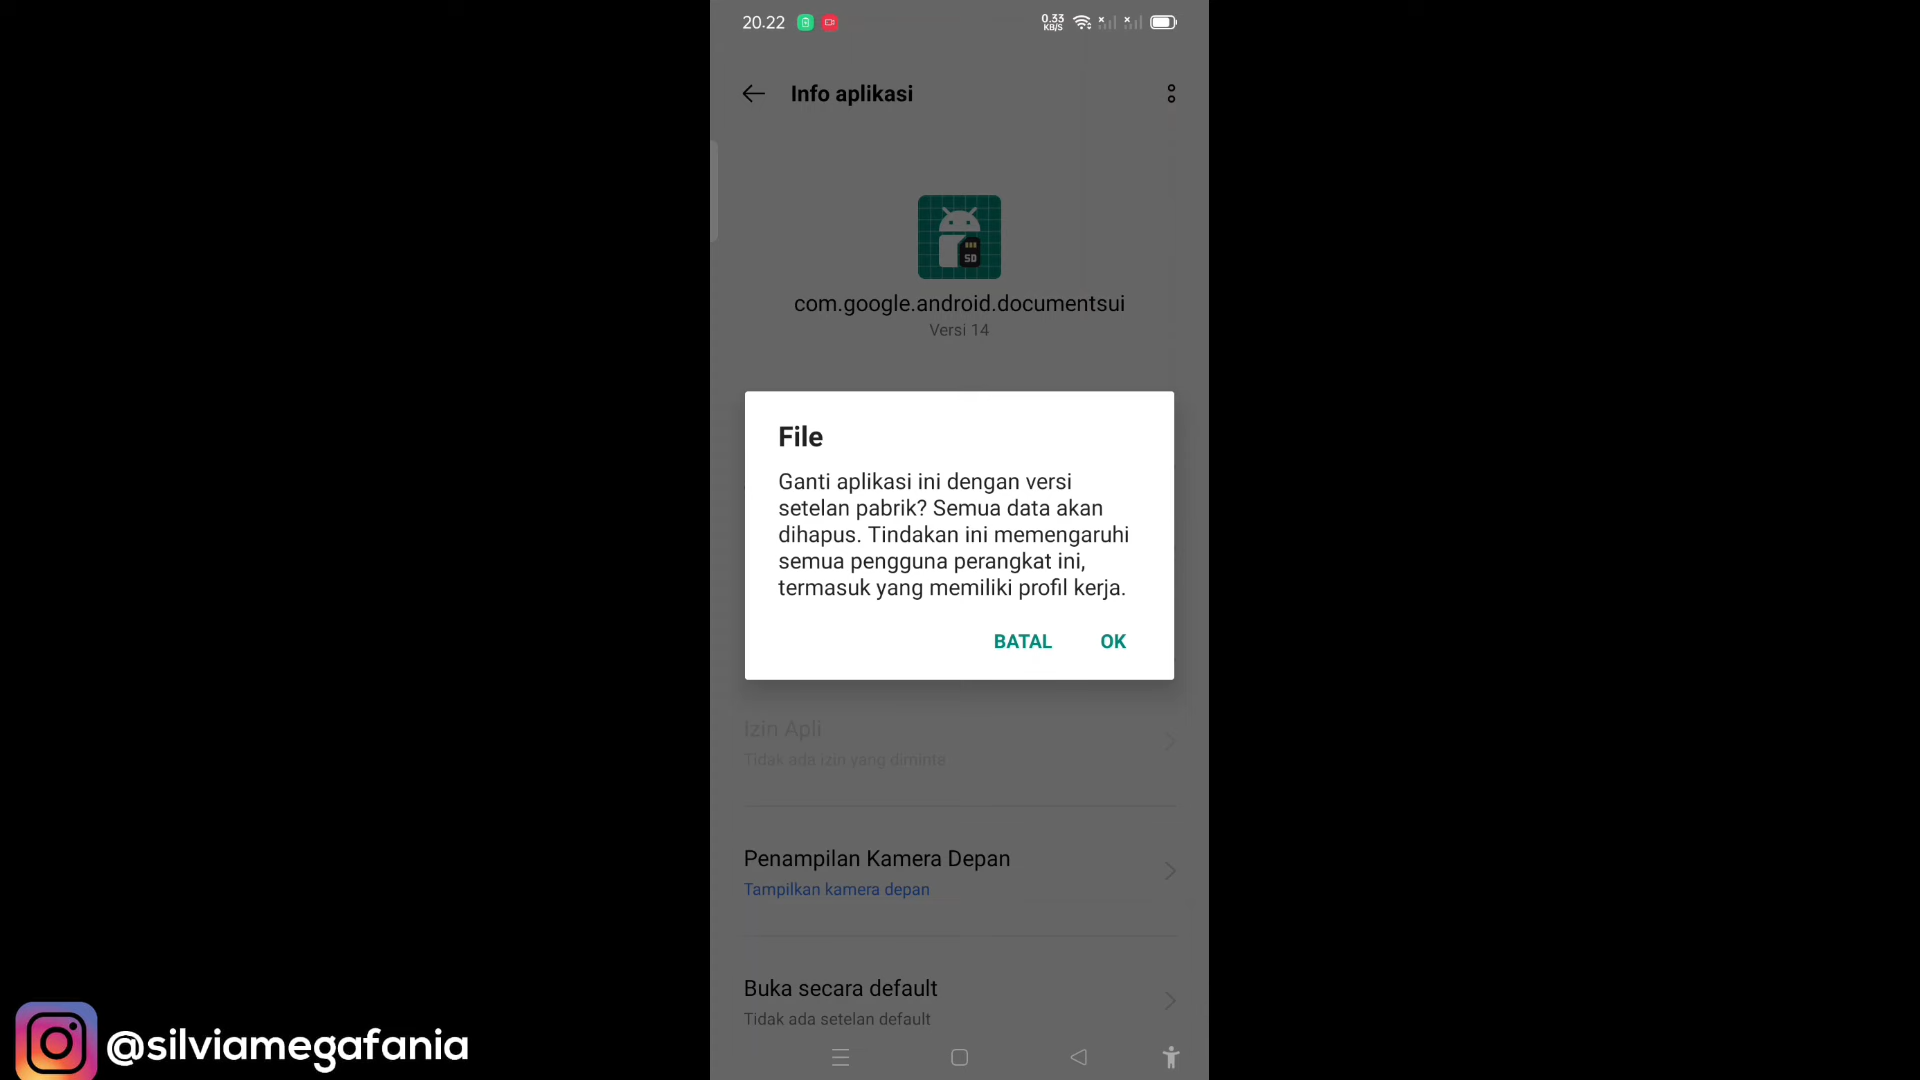 20.22
0.33
KB/S
Info aplikasi
SD
com.google.android.documentsui
Versi 14
File
Ganti aplikasi ini dengan versi
setelan pabrik? Semua data akan
dihapus. Tindakan ini memengaruhi
semua pengguna perangkat ini,
termasuk yang memiliki profil kerja.
BATAL
OK
Izin Apli
Tidak ada izin yang diminte
Penampilan Kamera Depan
Tampilkan kamera depan
Buka secara default
Tidak ada setelan default
@silviamegafania